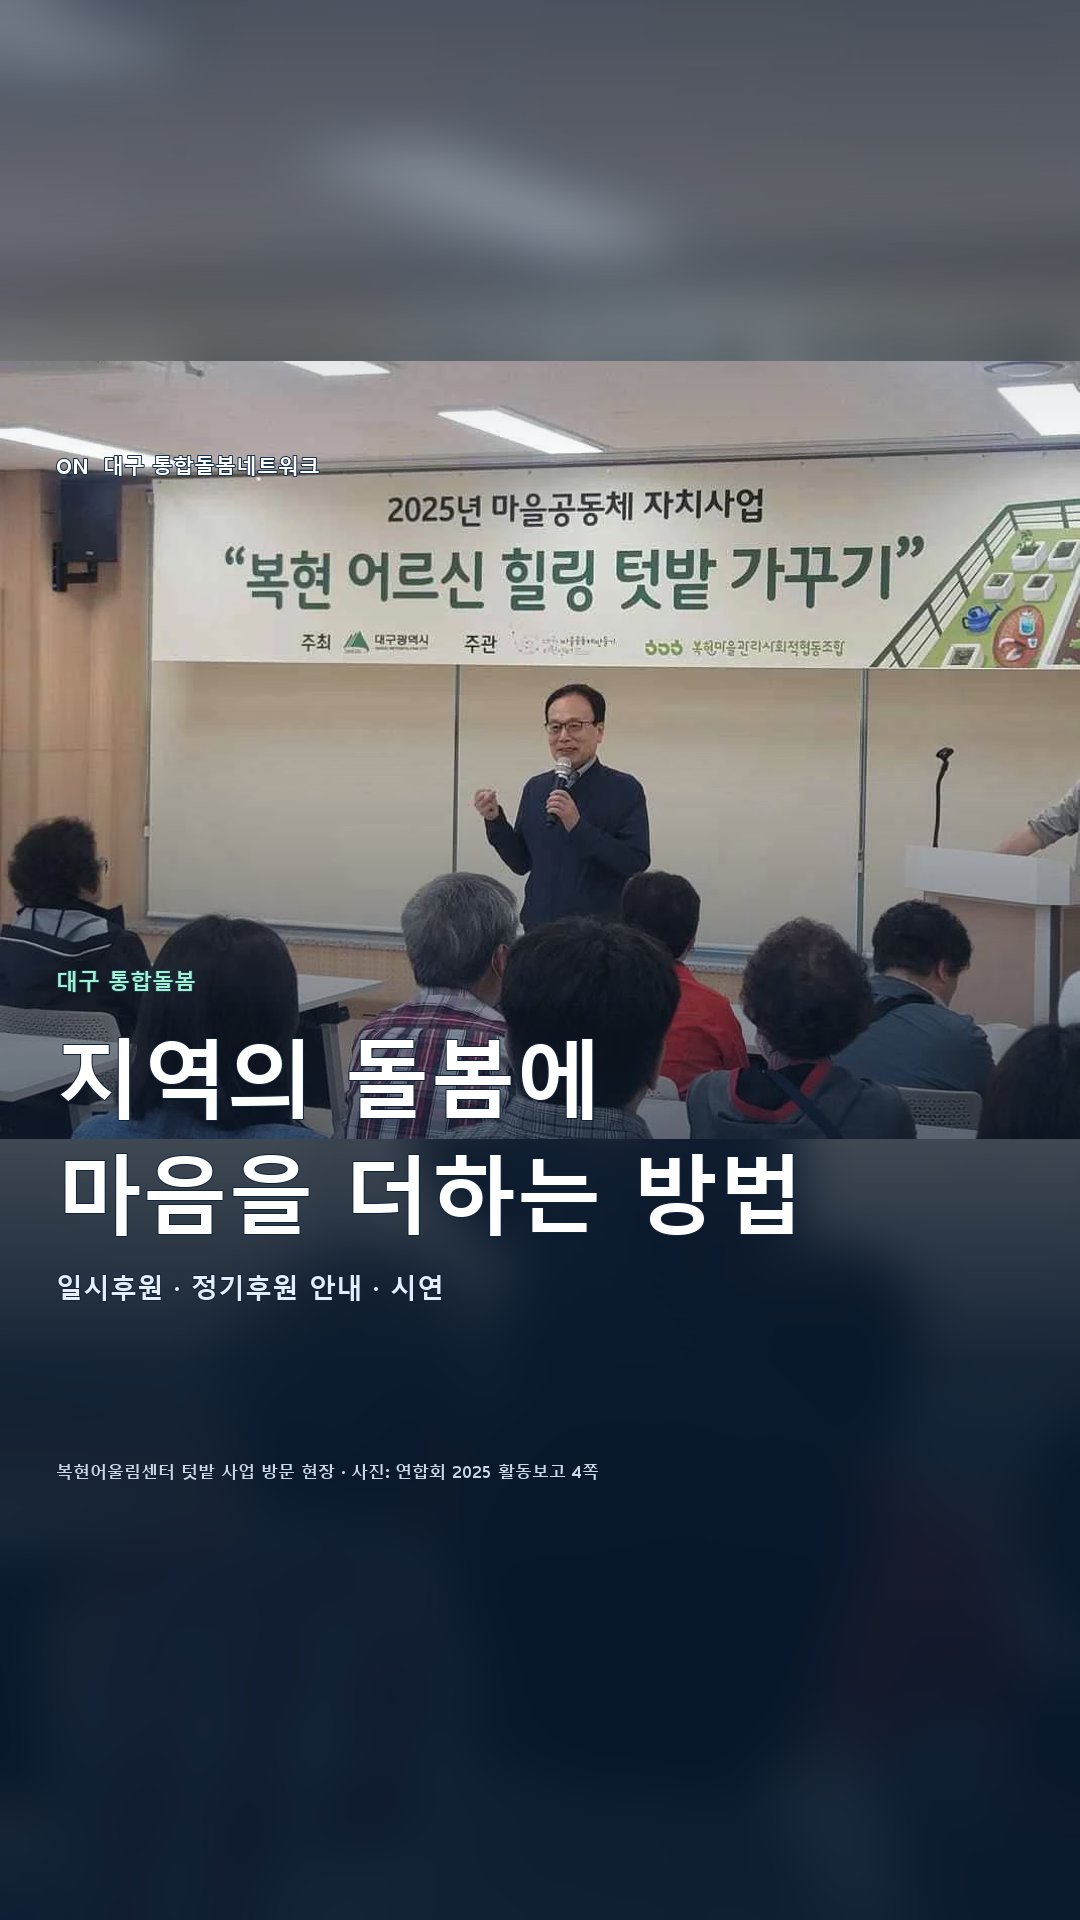 ON 대구 통합돌봄네트워크
2025년 마을공동체 자치사업
“복현 어르신 힐링 텃밭 가꾸기”
주최 대구광역시 주관 복현마을관리사회적협동조합
대구 통합돌봄
지역의 돌봄에
마음을 더하는 방법
일시후원 · 정기후원 안내 · 시연
복현어울림센터 텃밭 사업 방문 현장 · 사진: 연합회 2025 활동보고 4쪽